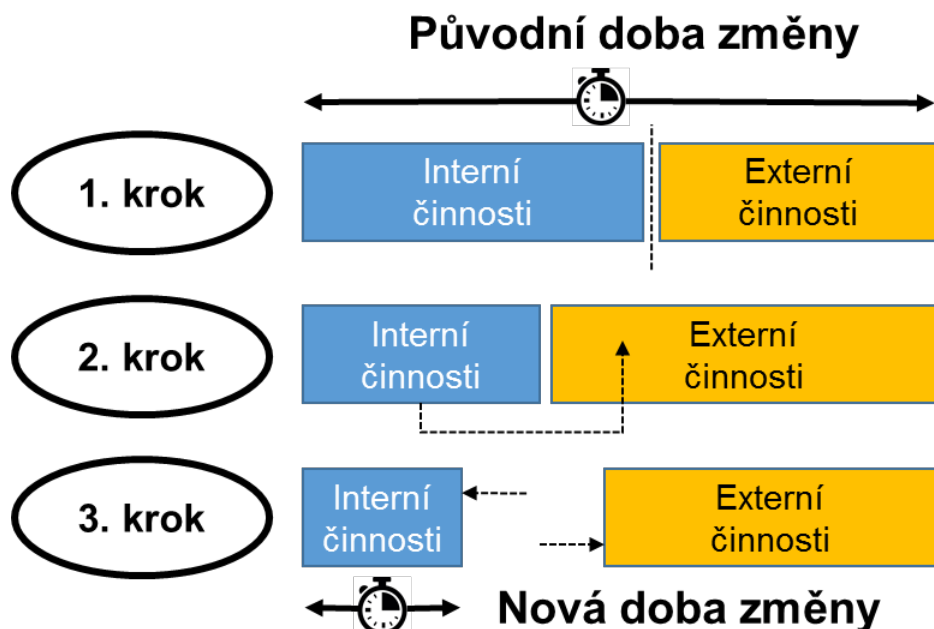 Původní doba změny
1. krok
Interní
činnosti
Externí
činnosti
2. krok
Interní
činnosti
Externí
činnosti
3. krok
Interní
činnosti
Externí
činnosti
Nová doba změny